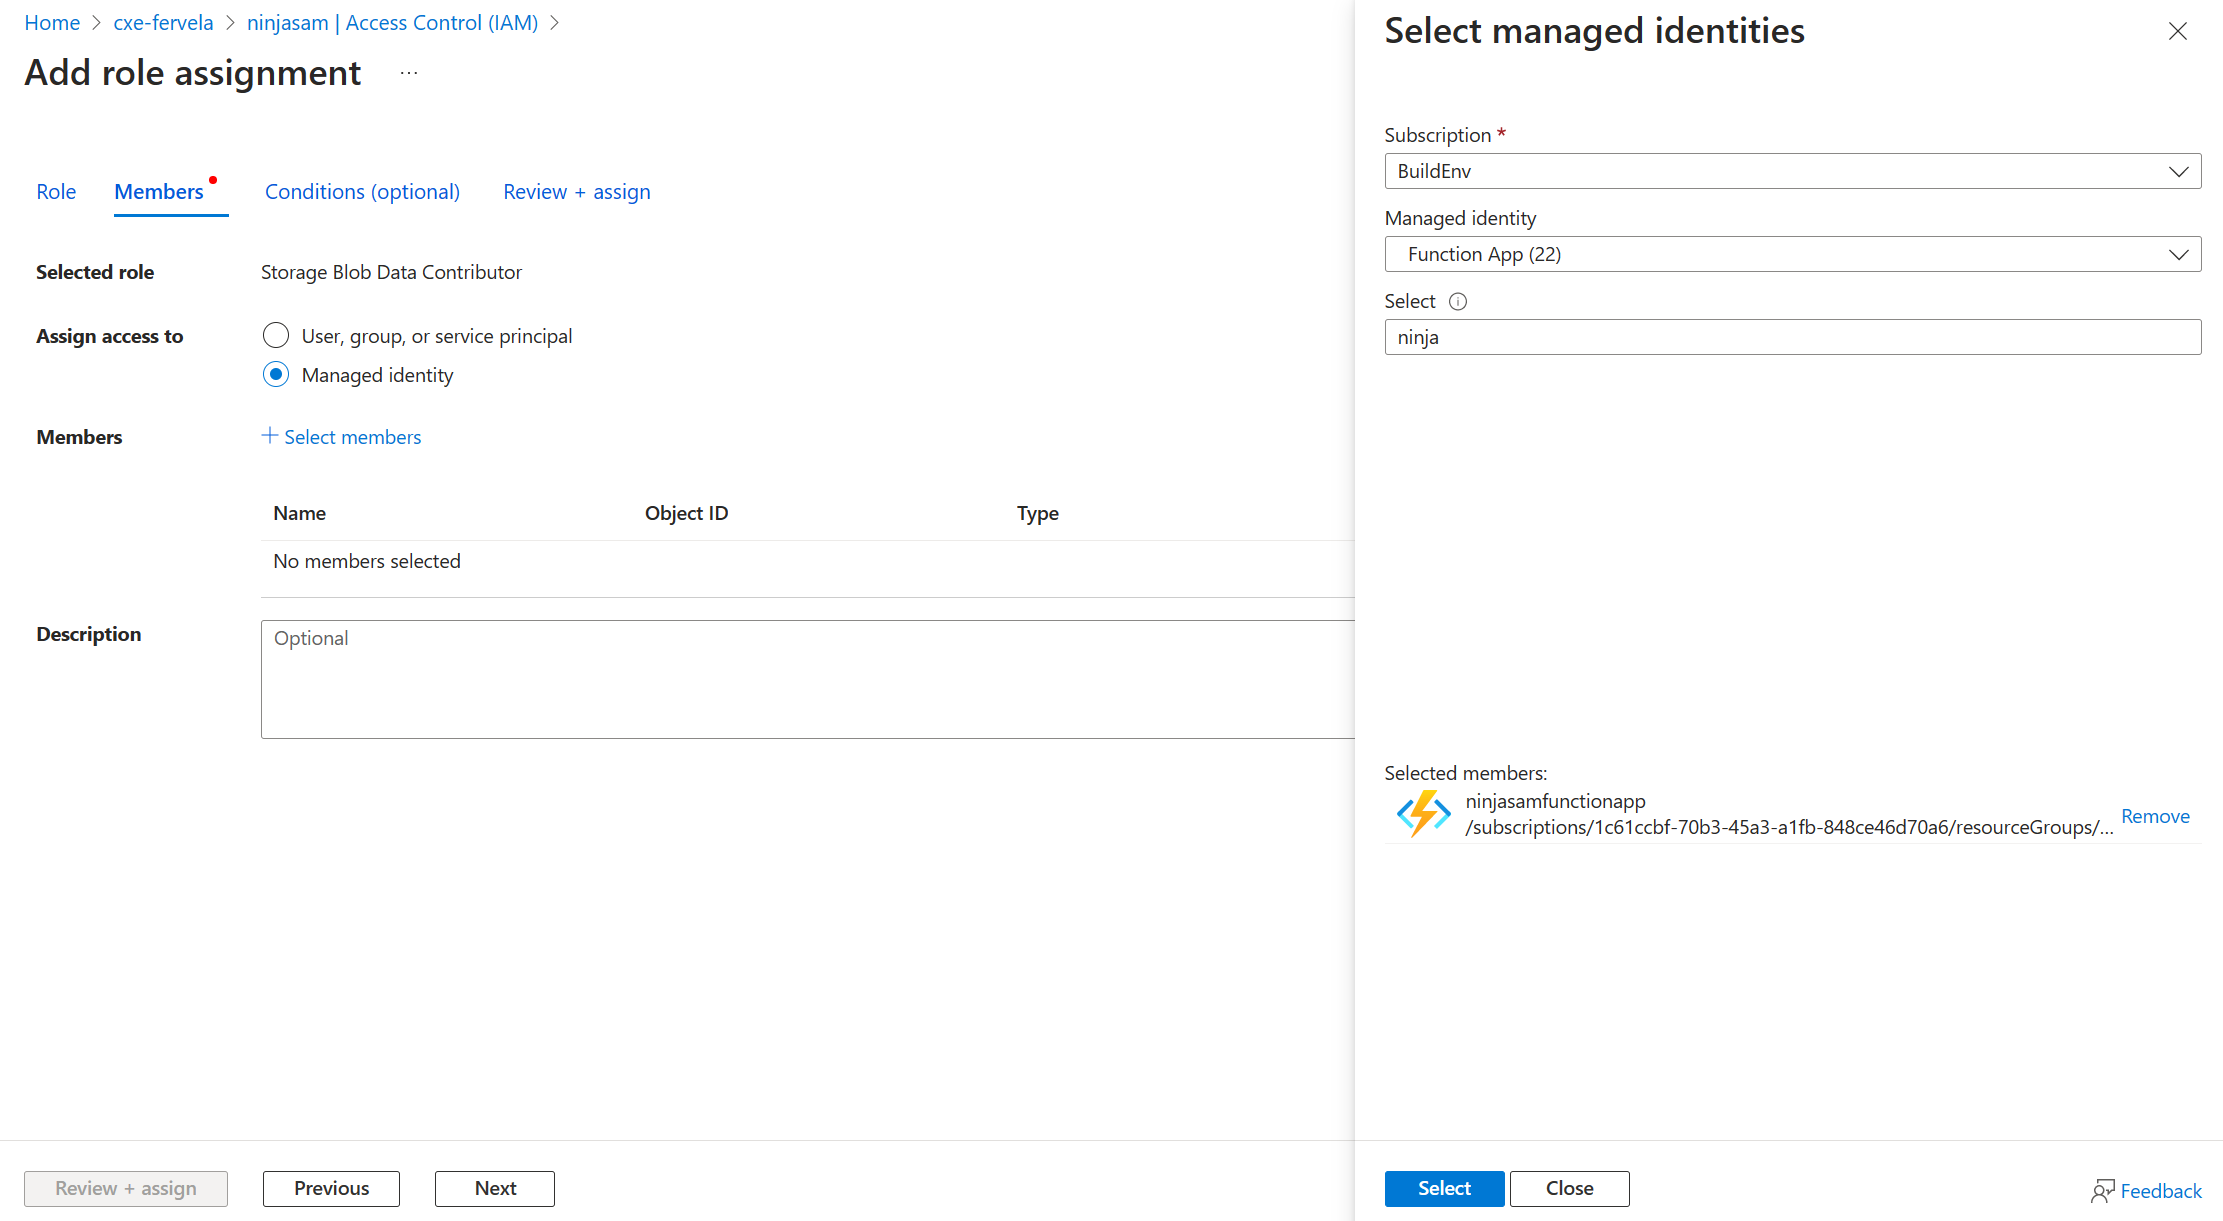 Home > cxe-fervela > ninjasam | Access Control (IAM) >
Add role assignment ...
Role Members Conditions (optional) Review + assign
Selected role Storage Blob Data Contributor
Assign access to User, group, or service principal
Managed identity
Members + Select members
Name Object ID Type
No members selected
Description Optional
Review + assign Previous Next
Select managed identities
Subscription *
BuildEnv
Managed identity
Function App (22)
Select
ninja
Selected members:
ninjasamfunctionapp
/subscriptions/1c61ccbf-70b3-45a3-a1fb-848ce46d70a6/resourceGroups/...
Remove
Select Close Feedback